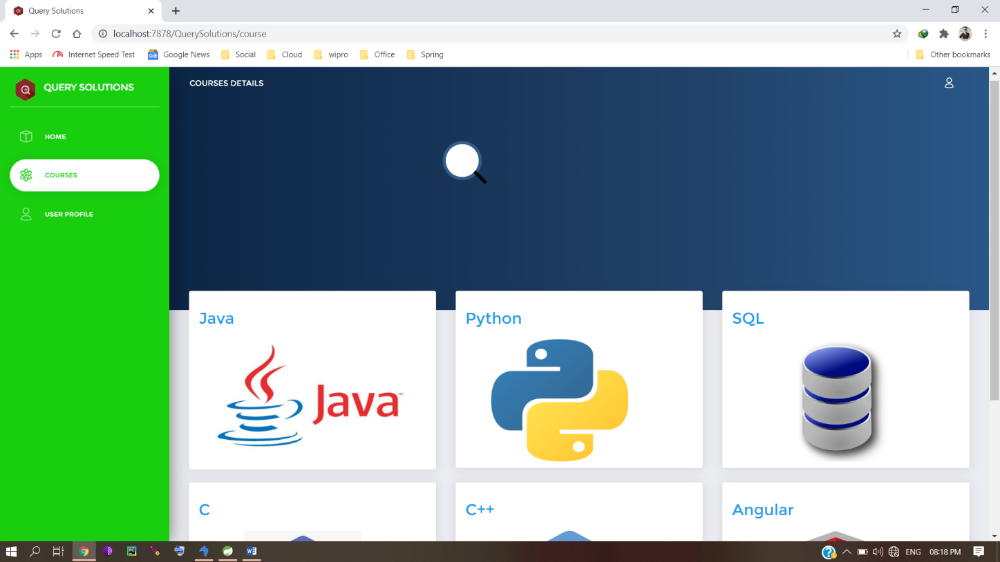 Query Solutions
localhost:7878/QuerySolutions/course
Apps Internet Speed Test Google News Social Cloud wipro Office Spring Other bookmarks
QUERY SOLUTIONS
COURSES DETAILS
HOME
COURSES
USER PROFILE
Java Python SQL
Java™
C C++ Angular
ENG 08:18 PM